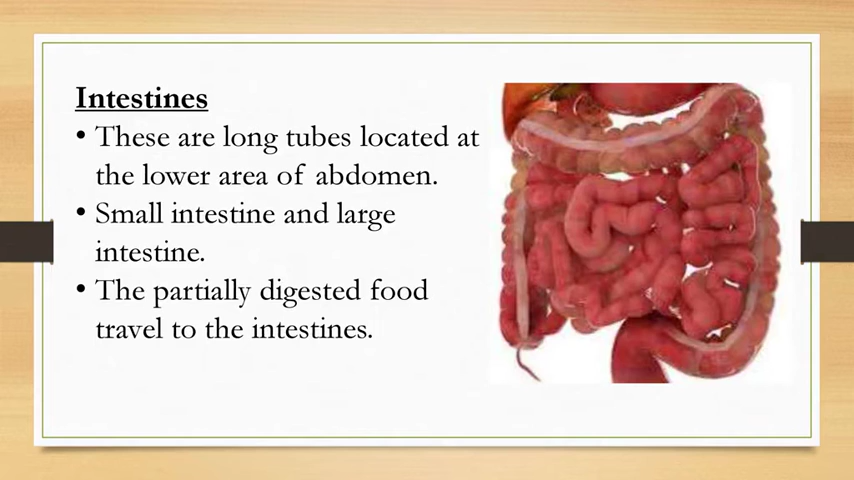 Intestines
• These are long tubes located at
the lower area of abdomen.
• Small intestine and large
intestine.
• The partially digested food
travel to the intestines.